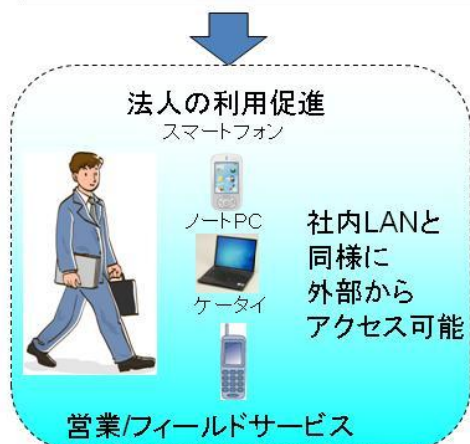 法人の利用促進
スマートフォン
ノートPC
ケータイ
社内LANと
同様に
外部から
アクセス可能
営業/フィールドサービス